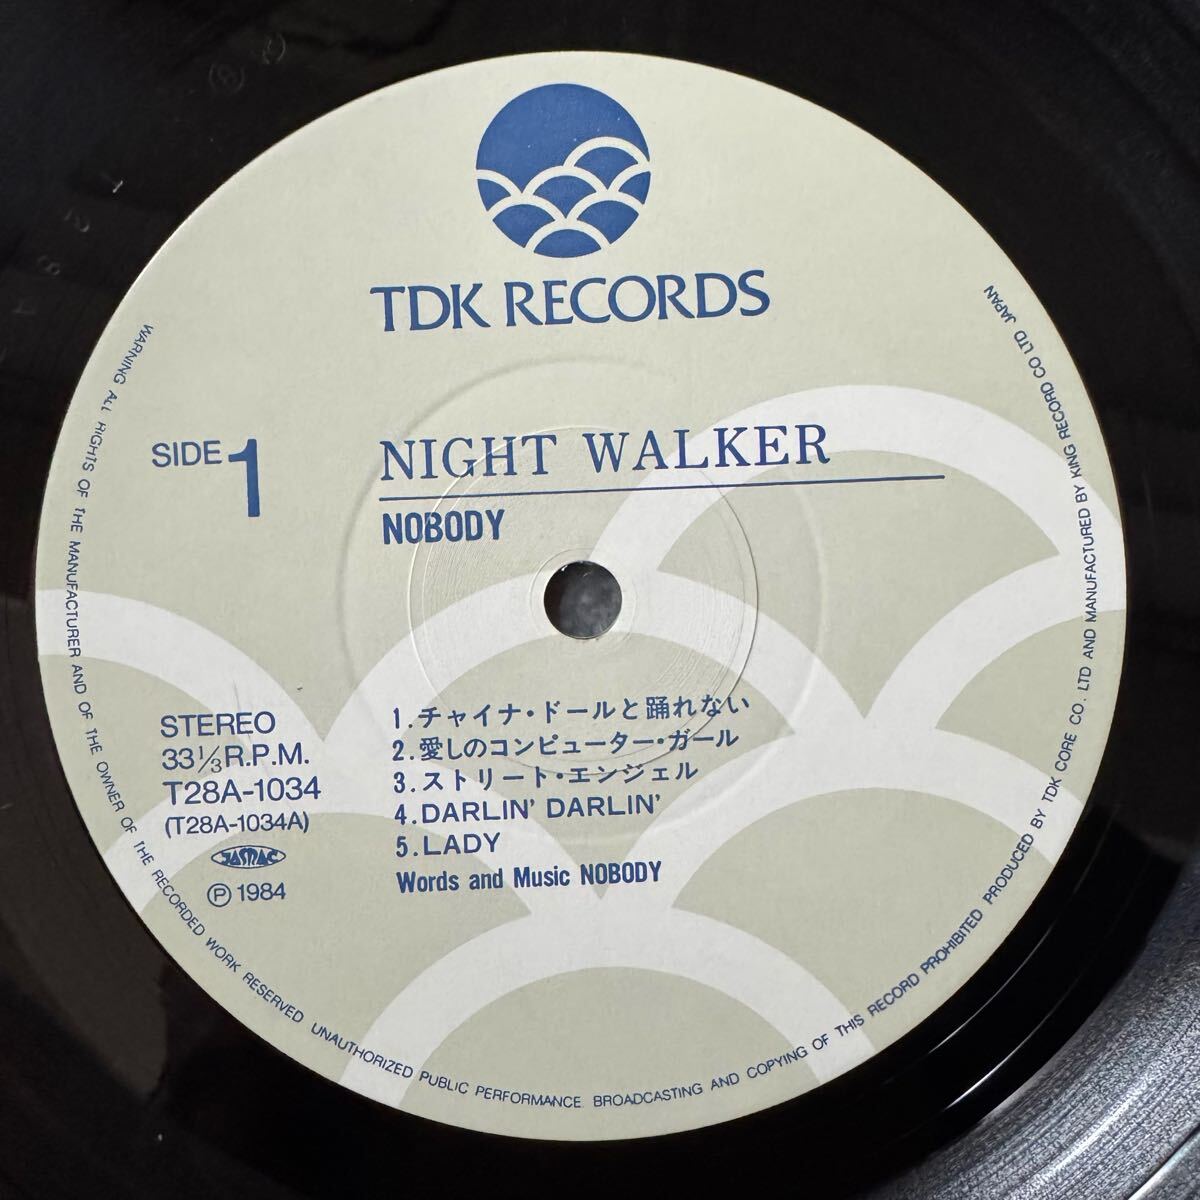 TDK RECORDS
SIDE 1
NIGHT WALKER
NOBODY
STEREO
33⅓ R.P.M.
T28A-1034
(T28A-1034A)
JASRAC
Ⓟ 1984
1.チャイナ・ドールと踊れない
2.愛しのコンピューター・ガール
3.ストリート・エンジェル
4.DARLIN' DARLIN'
5.LADY
Words and Music NOBODY
WARNING ALL RIGHTS OF THE MANUFACTURER AND OF THE OWNER OF THE RECORDED WORK RESERVED UNAUTHORIZED PUBLIC PERFORMANCE. BROADCASTING AND COPYING OF THIS RECORD PROHIBITED PRODUCED BY TDK CORE CO. LTD AND MANUFACTURED BY KING RECORD CO LTD JAPAN